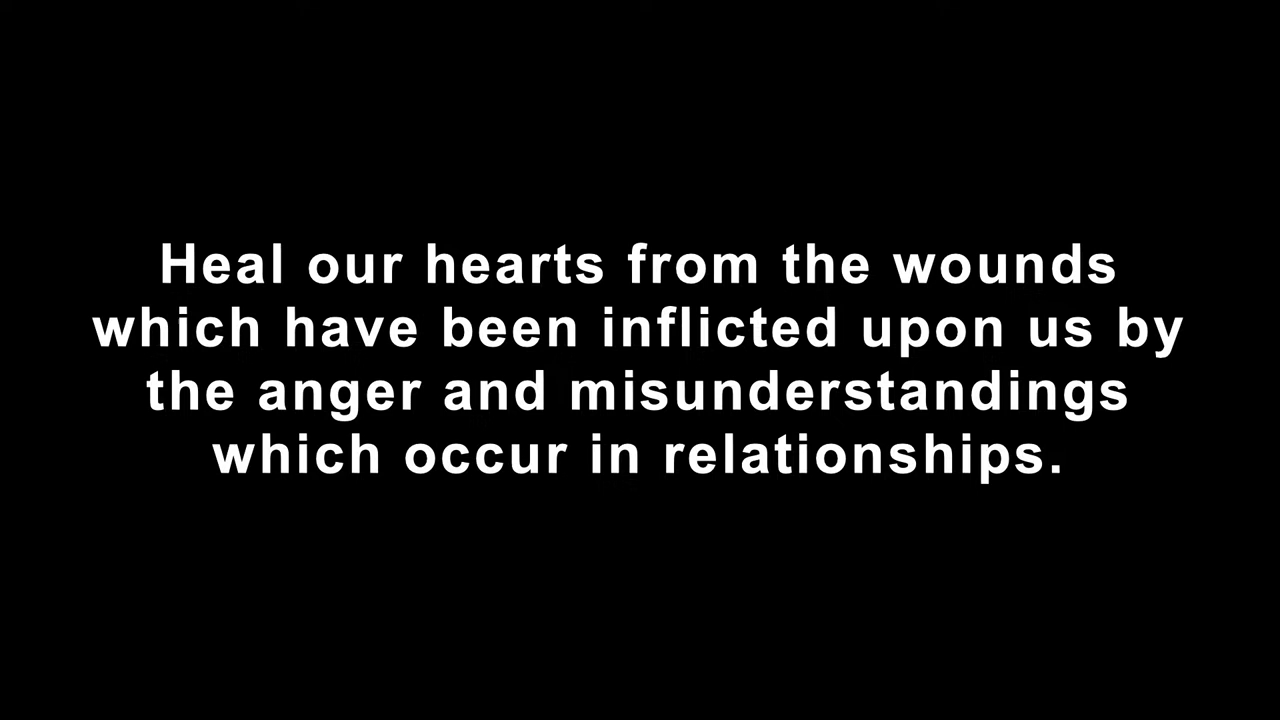 Heal our hearts from the wounds
which have been inflicted upon us by
the anger and misunderstandings
which occur in relationships.